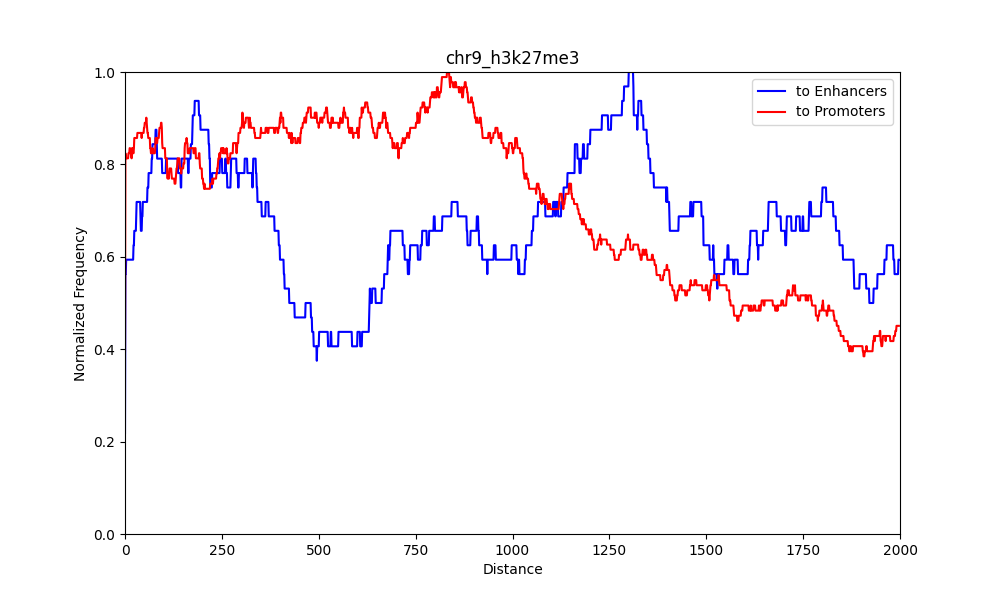 chr9_h3k27me3
1.0
0.8
0.6
0.4
0.2
0.0
Normalized Frequency
to Enhancers
to Promoters
0 250 500 750 1000 1250 1500 1750 2000
Distance